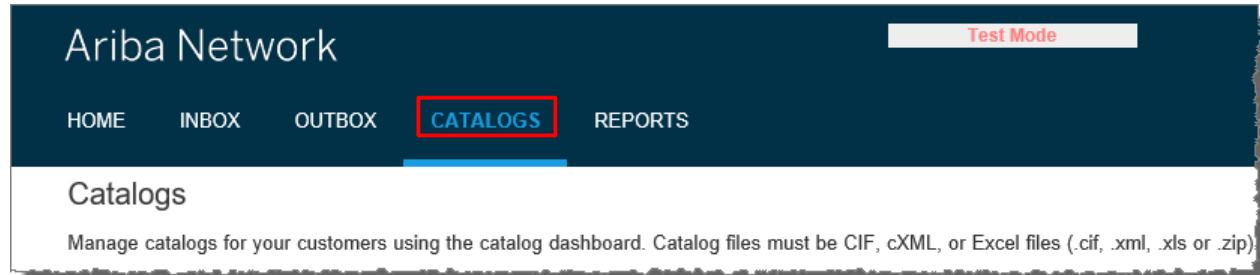 Ariba Network
Test Mode
HOME INBOX OUTBOX CATALOGS REPORTS
Catalogs
Manage catalogs for your customers using the catalog dashboard. Catalog files must be CIF, cXML, or Excel files (.cif, .xml, .xls or .zip)